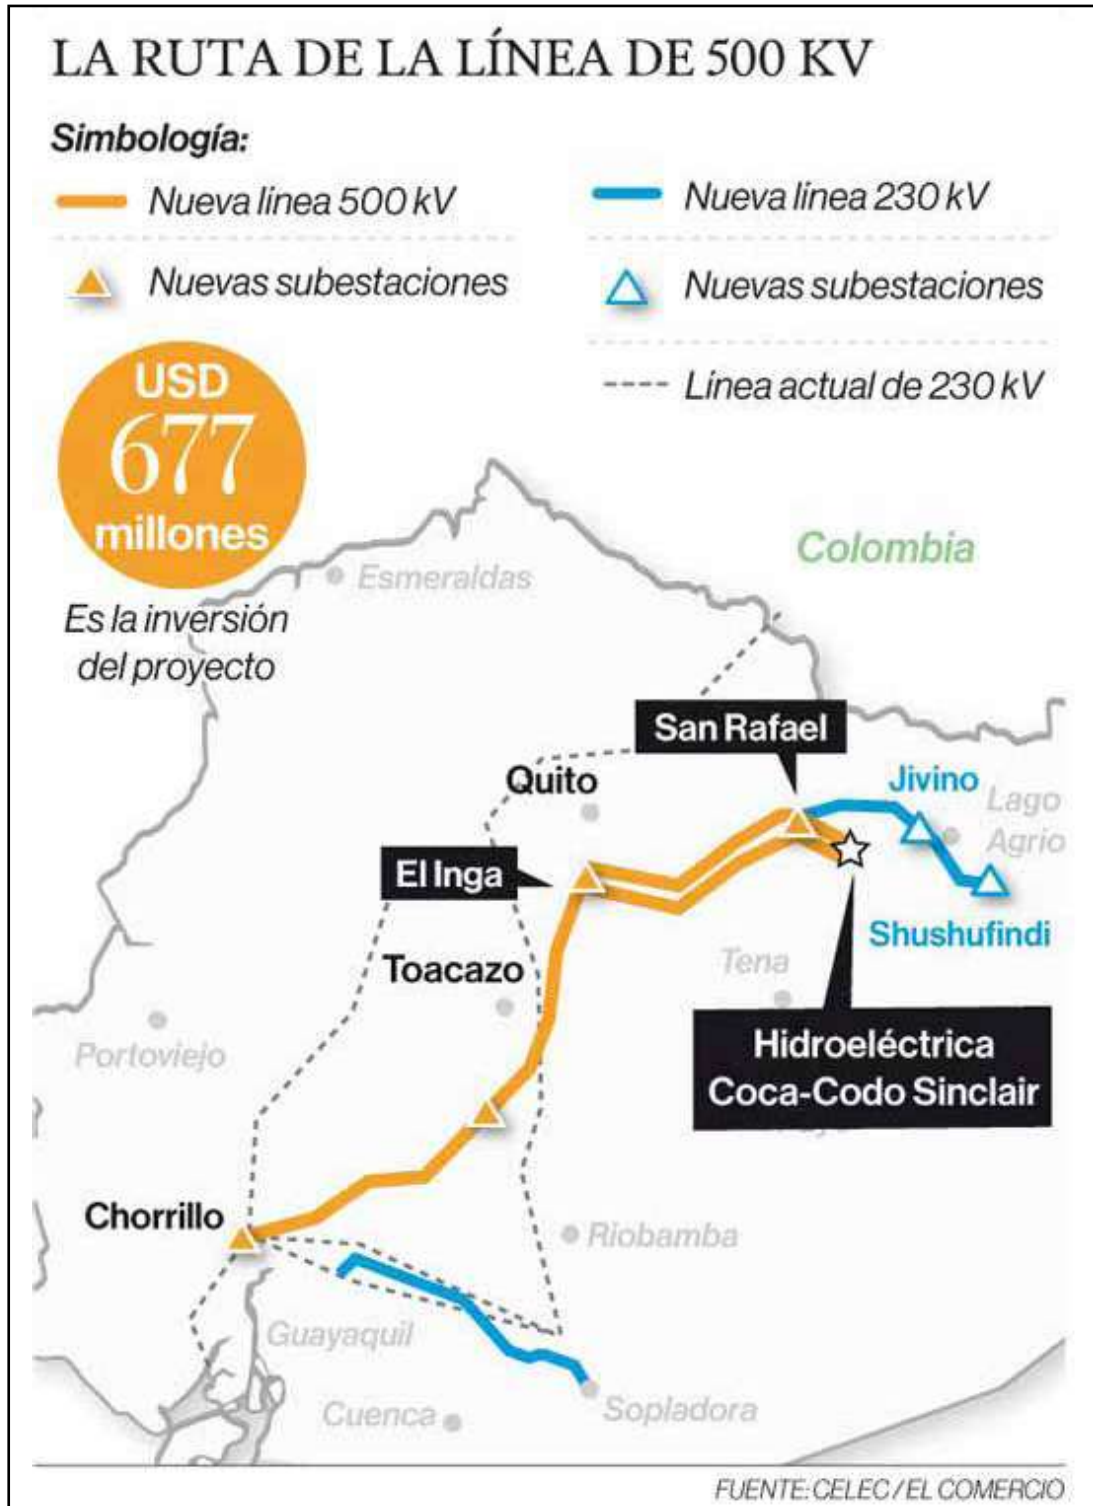 LA RUTA DE LA LÍNEA DE 500 KV
Simbología:
Nueva línea 500 kV
Nueva línea 230 kV
Nuevas subestaciones
Nuevas subestaciones
Línea actual de 230 kV
USD
677
millones
Es la inversión
del proyecto
Colombia
Esmeraldas
San Rafael
Quito
Jivino
Lago
Agrio
El Inga
Shushufindi
Toacazo
Tena
Portoviejo
Hidroeléctrica
Coca-Codo Sinclair
Chorrillo
Riobamba
Guayaquil
Cuenca
Sopladora
FUENTE: CELEC / EL COMERCIO